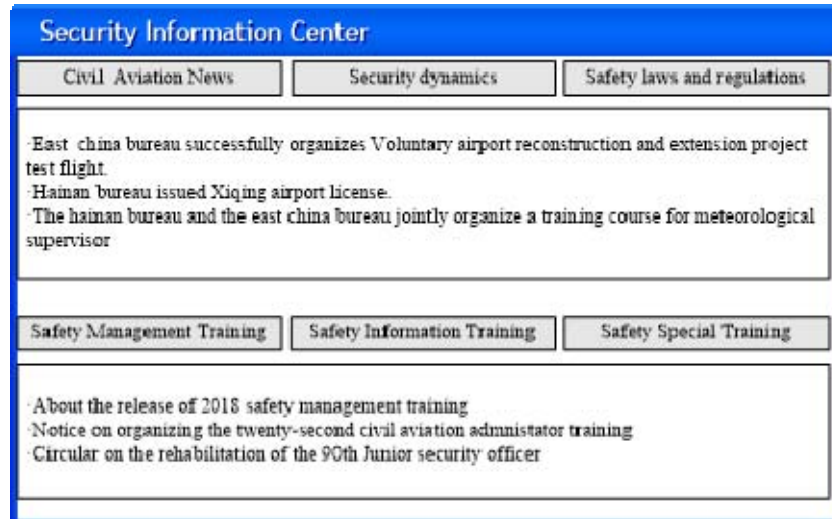 Security Information Center
Civil Aviation News
Security dynamics
Safety laws and regulations
·East china bureau successfully organizes Voluntary airport reconstruction and extension project
test flight.
·Hainan bureau issued Xiqing airport license.
·The hainan bureau and the east china bureau jointly organize a training course for meteorological
supervisor
Safety Management Training
Safety Information Training
Safety Special Training
·About the release of 2018 safety management training
·Notice on organizing the twenty-second civil aviation admnistator training
·Circular on the rehabilitation of the 90th Junior security officer